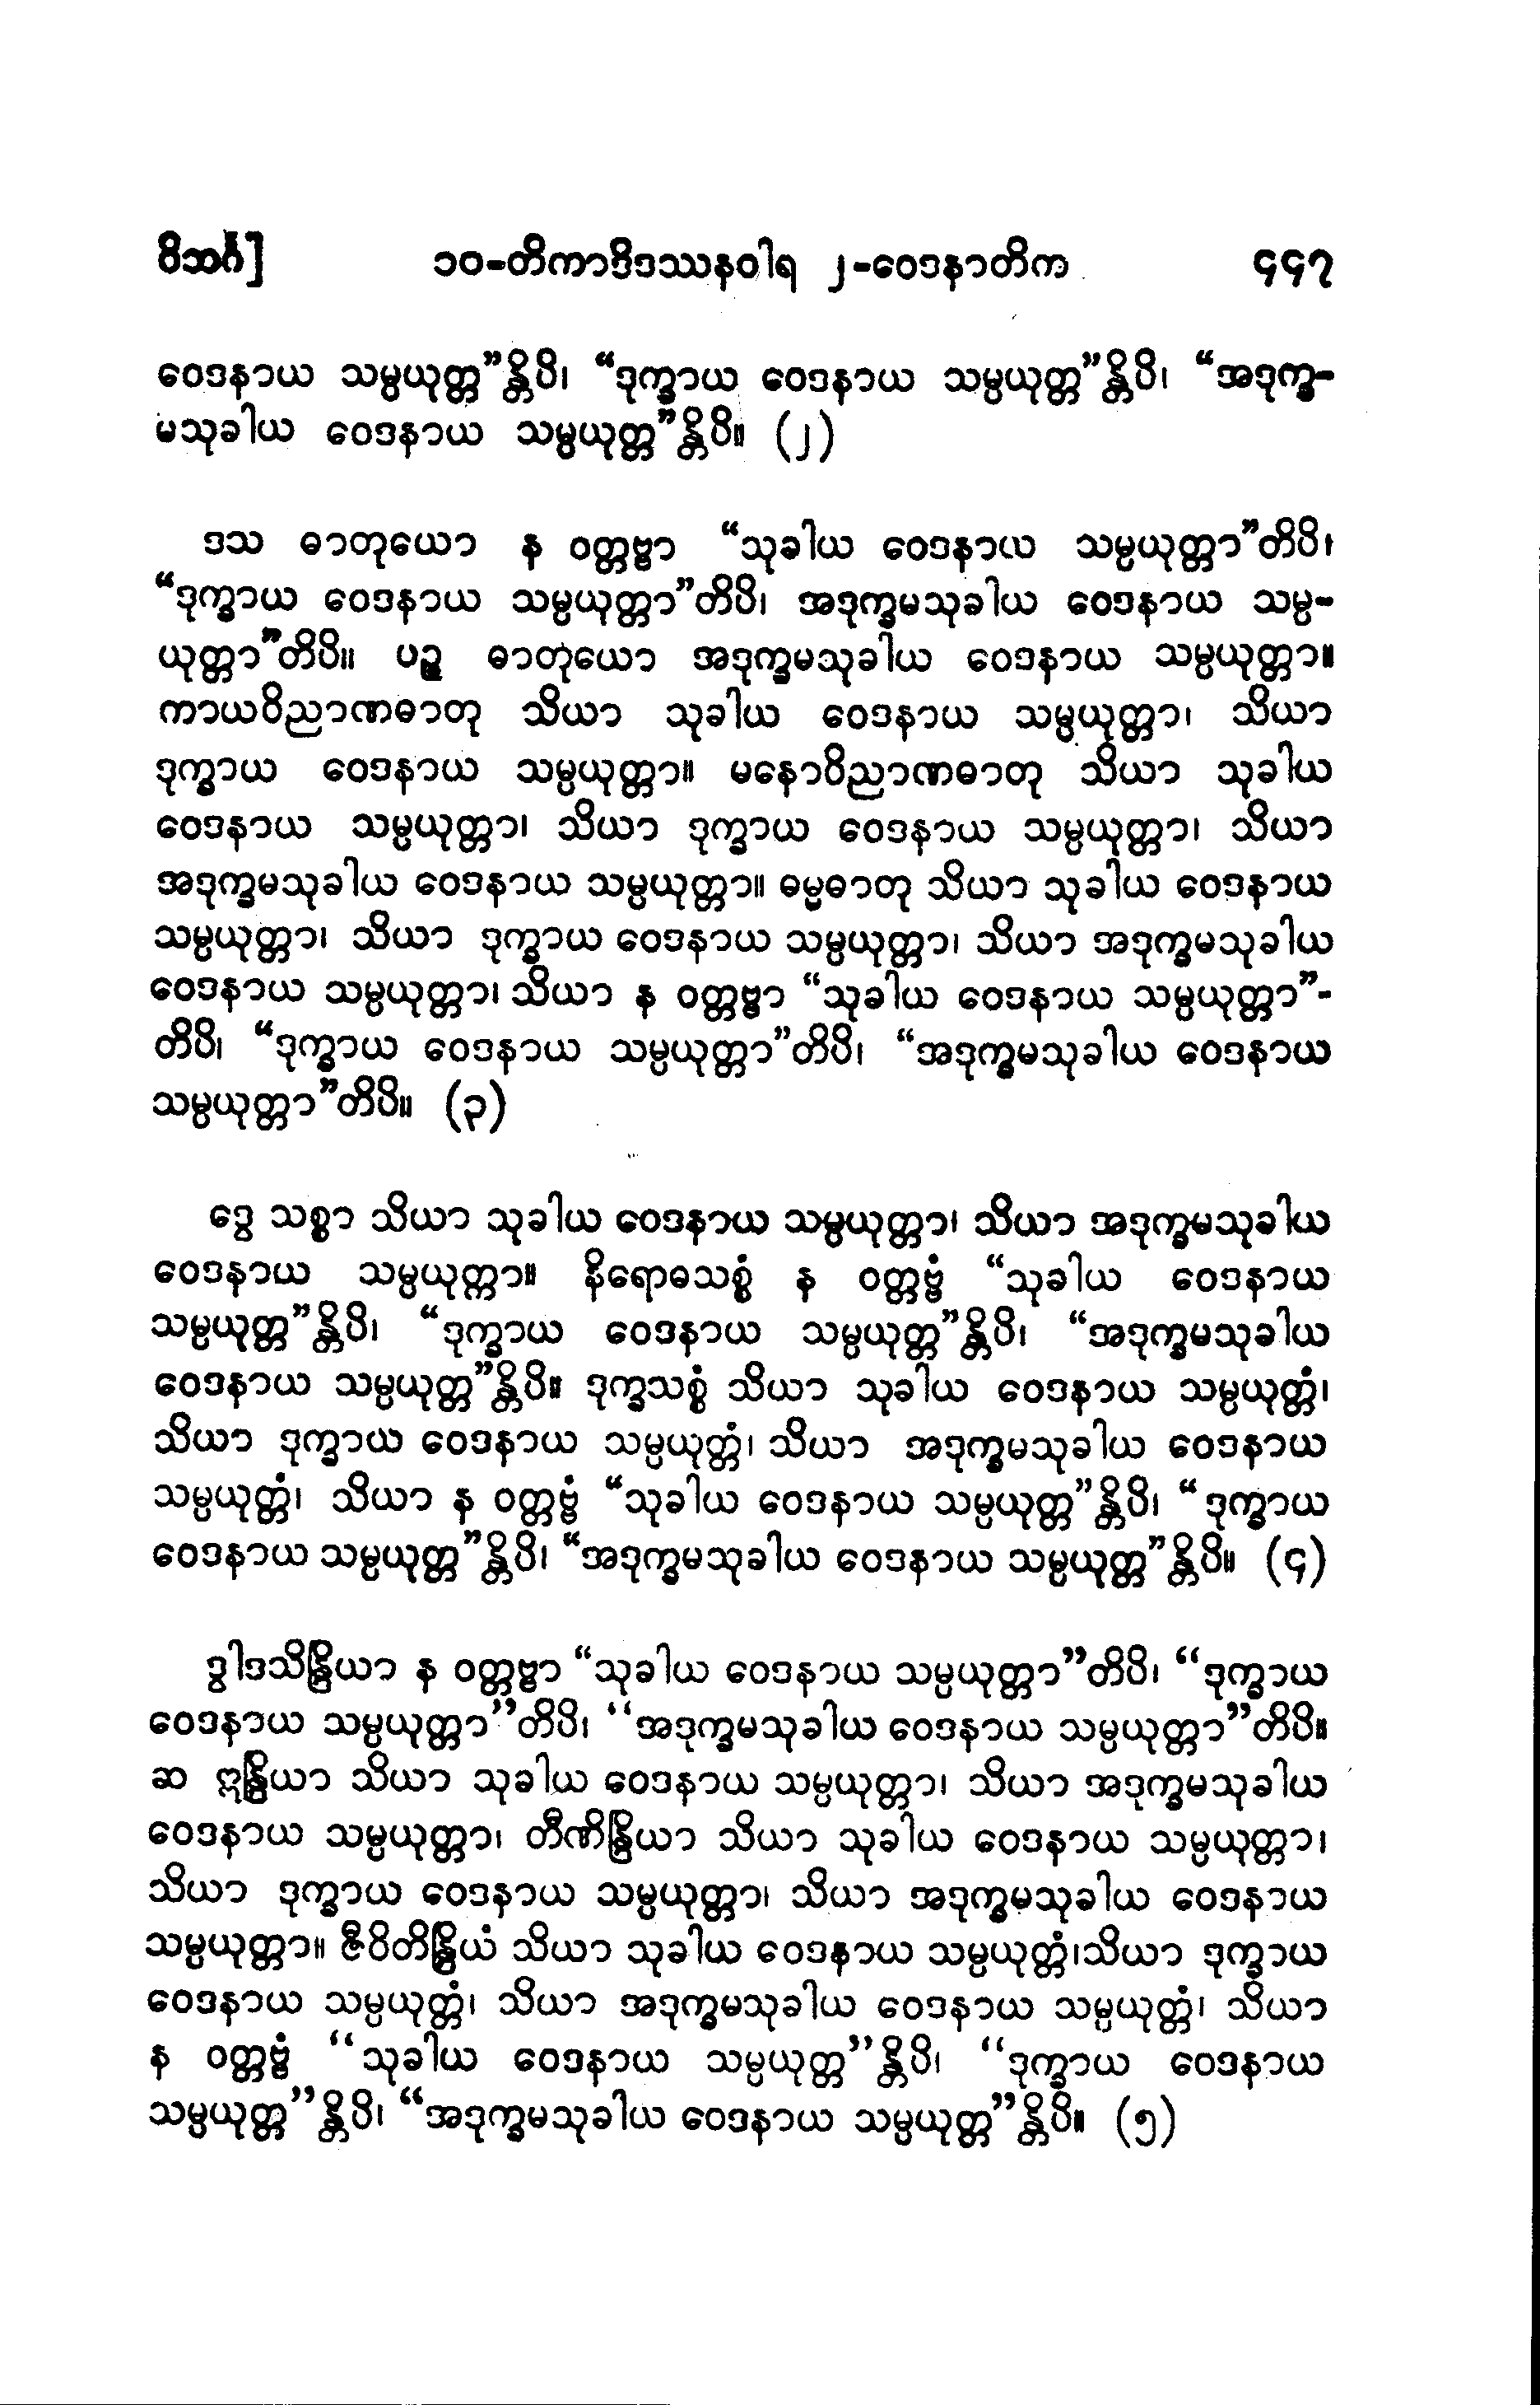 ဝိဘင်္ဂ] ၁၀-တိကာဒိဒဿနဝါရ ၂-ဝေဒနာတိက ၄၄၇
ဝေဒနာယ သမ္ပယုတ္တ”န္တိပိ၊ “ဒုက္ခာယ ဝေဒနာယ သမ္ပယုတ္တ”န္တိပိ၊ “အဒုက္ခ-
မသုခါယ ဝေဒနာယ သမ္ပယုတ္တ”န္တိပိ။ (၂)
ဒသ ဓာတုယော န ဝတ္တဗ္ဗာ “သုခါယ ဝေဒနာယ သမ္ပယုတ္တာ”တိပိ၊
“ဒုက္ခာယ ဝေဒနာယ သမ္ပယုတ္တာ”တိပိ၊ အဒုက္ခမသုခါယ ဝေဒနာယ သမ္ပ-
ယုတ္တာ”တိပိ။ ပဉ္စ ဓာတုယော အဒုက္ခမသုခါယ ဝေဒနာယ သမ္ပယုတ္တာ။
ကာယဝိညာဏဓာတု သိယာ သုခါယ ဝေဒနာယ သမ္ပယုတ္တာ၊ သိယာ
ဒုက္ခာယ ဝေဒနာယ သမ္ပယုတ္တာ။ မနောဝိညာဏဓာတု သိယာ သုခါယ
ဝေဒနာယ သမ္ပယုတ္တာ၊ သိယာ ဒုက္ခာယ ဝေဒနာယ သမ္ပယုတ္တာ၊ သိယာ
အဒုက္ခမသုခါယ ဝေဒနာယ သမ္ပယုတ္တာ။ ဓမ္မဓာတု သိယာ သုခါယ ဝေဒနာယ
သမ္ပယုတ္တာ၊ သိယာ ဒုက္ခာယ ဝေဒနာယ သမ္ပယုတ္တာ၊ သိယာ အဒုက္ခမသုခါယ
ဝေဒနာယ သမ္ပယုတ္တာ၊ သိယာ န ဝတ္တဗ္ဗာ “သုခါယ ဝေဒနာယ သမ္ပယုတ္တာ”-
တိပိ၊ “ဒုက္ခာယ ဝေဒနာယ သမ္ပယုတ္တာ”တိပိ၊ “အဒုက္ခမသုခါယ ဝေဒနာယ
သမ္ပယုတ္တာ”တိပိ။ (၃)
ဒွေ သစ္စာ သိယာ သုခါယ ဝေဒနာယ သမ္ပယုတ္တာ၊ သိယာ အဒုက္ခမသုခါယ
ဝေဒနာယ သမ္ပယုတ္တာ။ နိရောဓသစ္စံ န ဝတ္တဗ္ဗံ “သုခါယ ဝေဒနာယ
သမ္ပယုတ္တ”န္တိပိ၊ “ဒုက္ခာယ ဝေဒနာယ သမ္ပယုတ္တ”န္တိပိ၊ “အဒုက္ခမသုခါယ
ဝေဒနာယ သမ္ပယုတ္တ”န္တိပိ။ ဒုက္ခသစ္စံ သိယာ သုခါယ ဝေဒနာယ သမ္ပယုတ္တံ၊
သိယာ ဒုက္ခာယ ဝေဒနာယ သမ္ပယုတ္တံ၊ သိယာ အဒုက္ခမသုခါယ ဝေဒနာယ
သမ္ပယုတ္တံ၊ သိယာ န ဝတ္တဗ္ဗံ “သုခါယ ဝေဒနာယ သမ္ပယုတ္တ”န္တိပိ၊ “ဒုက္ခာယ
ဝေဒနာယ သမ္ပယုတ္တ”န္တိပိ၊ “အဒုက္ခမသုခါယ ဝေဒနာယ သမ္ပယုတ္တ”န္တိပိ။ (၄)
ဒွါဒသိန္ဒြိယာ န ဝတ္တဗ္ဗာ “သုခါယ ဝေဒနာယ သမ္ပယုတ္တာ”တိပိ၊ “ဒုက္ခာယ
ဝေဒနာယ သမ္ပယုတ္တာ”တိပိ၊ “အဒုက္ခမသုခါယ ဝေဒနာယ သမ္ပယုတ္တာ”တိပိ။
ဆ ဣန္ဒြိယာ သိယာ သုခါယ ဝေဒနာယ သမ္ပယုတ္တာ၊ သိယာ အဒုက္ခမသုခါယ
ဝေဒနာယ သမ္ပယုတ္တာ၊ တီဏိန္ဒြိယာ သိယာ သုခါယ ဝေဒနာယ သမ္ပယုတ္တာ၊
သိယာ ဒုက္ခာယ ဝေဒနာယ သမ္ပယုတ္တာ၊ သိယာ အဒုက္ခမသုခါယ ဝေဒနာယ
သမ္ပယုတ္တာ။ ဇီဝိတိန္ဒြိယံ သိယာ သုခါယ ဝေဒနာယ သမ္ပယုတ္တံ၊သိယာ ဒုက္ခာယ
ဝေဒနာယ သမ္ပယုတ္တံ၊ သိယာ အဒုက္ခမသုခါယ ဝေဒနာယ သမ္ပယုတ္တံ၊ သိယာ
န ဝတ္တဗ္ဗံ “သုခါယ ဝေဒနာယ သမ္ပယုတ္တ”န္တိပိ၊ “ဒုက္ခာယ ဝေဒနာယ
သမ္ပယုတ္တ”န္တိပိ၊ “အဒုက္ခမသုခါယ ဝေဒနာယ သမ္ပယုတ္တ”န္တိပိ။ (၅)